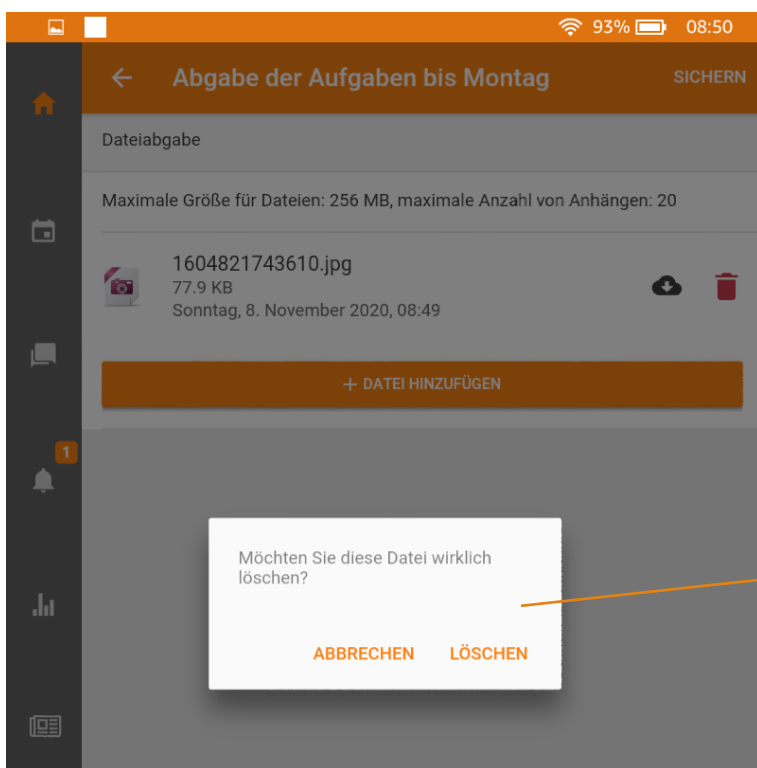 93% 08:50
Abgabe der Aufgaben bis Montag SICHERN
Dateiabgabe
Maximale Größe für Dateien: 256 MB, maximale Anzahl von Anhängen: 20
1604821743610.jpg
77.9 KB
Sonntag, 8. November 2020, 08:49
+ DATEI HINZUFÜGEN
1
Möchten Sie diese Datei wirklich
löschen?
ABBRECHEN LÖSCHEN